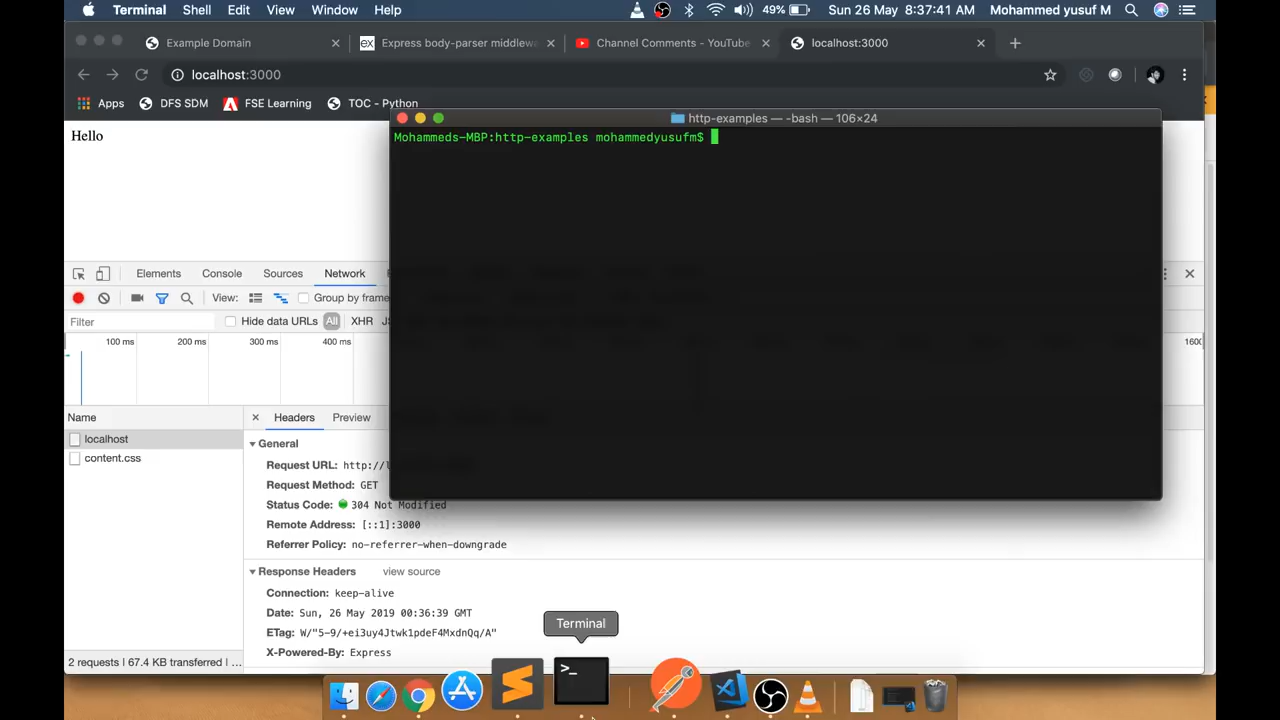 Terminal Shell Edit View Window Help 49% Sun 26 May 8:37:41 AM Mohammed yusuf M
Example Domain Express body-parser middlewa Channel Comments - YouTube localhost:3000
localhost:3000
Apps DFS SDM FSE Learning TOC - Python
http-examples — -bash — 106×24
Hello
Mohammeds-MBP:http-examples mohammedyusufm$
Elements Console Sources Network
View: Group by frame
Filter Hide data URLs All XHR JS
100 ms 200 ms 300 ms 400 ms 1600
Name Headers Preview
localhost
content.css
General
Request URL: http://l
Request Method: GET
Status Code: 304 Not Modified
Remote Address: [::1]:3000
Referrer Policy: no-referrer-when-downgrade
Response Headers view source
Connection: keep-alive
Date: Sun, 26 May 2019 00:36:39 GMT
ETag: W/"5-9/+ei3uy4Jtwk1pdeF4MxdnQq/A"
X-Powered-By: Express
2 requests | 67.4 KB transferred | ...
Terminal